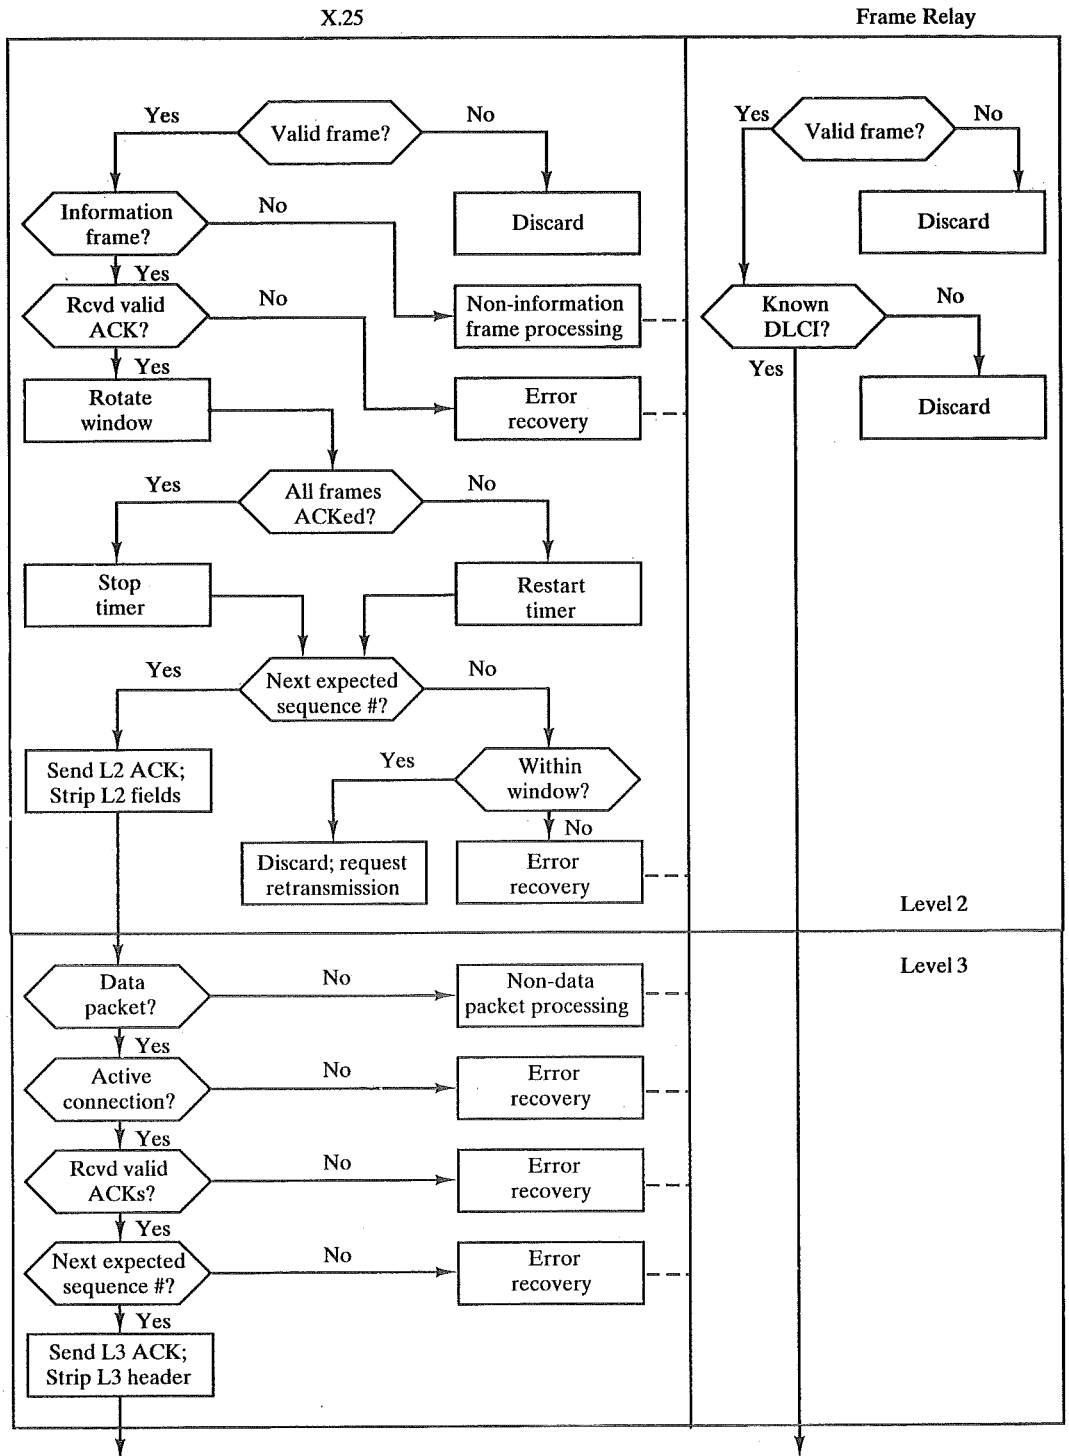 X.25
Frame Relay
Yes
Valid frame?
No
Yes
Valid frame?
No
Information
frame?
No
Discard
Discard
Yes
Rcvd valid
ACK?
No
Non-information
frame processing
Known
DLCI?
No
Yes
Yes
Rotate
window
Error
recovery
Discard
Yes
All frames
ACKed?
No
Stop
timer
Restart
timer
Yes
Next expected
sequence #?
No
Send L2 ACK;
Strip L2 fields
Yes
Within
window?
No
Discard; request
retransmission
Error
recovery
Level 2
Level 3
Data
packet?
No
Non-data
packet processing
Yes
Active
connection?
No
Error
recovery
Yes
Rcvd valid
ACKs?
No
Error
recovery
Yes
Next expected
sequence #?
No
Error
recovery
Yes
Send L3 ACK;
Strip L3 header